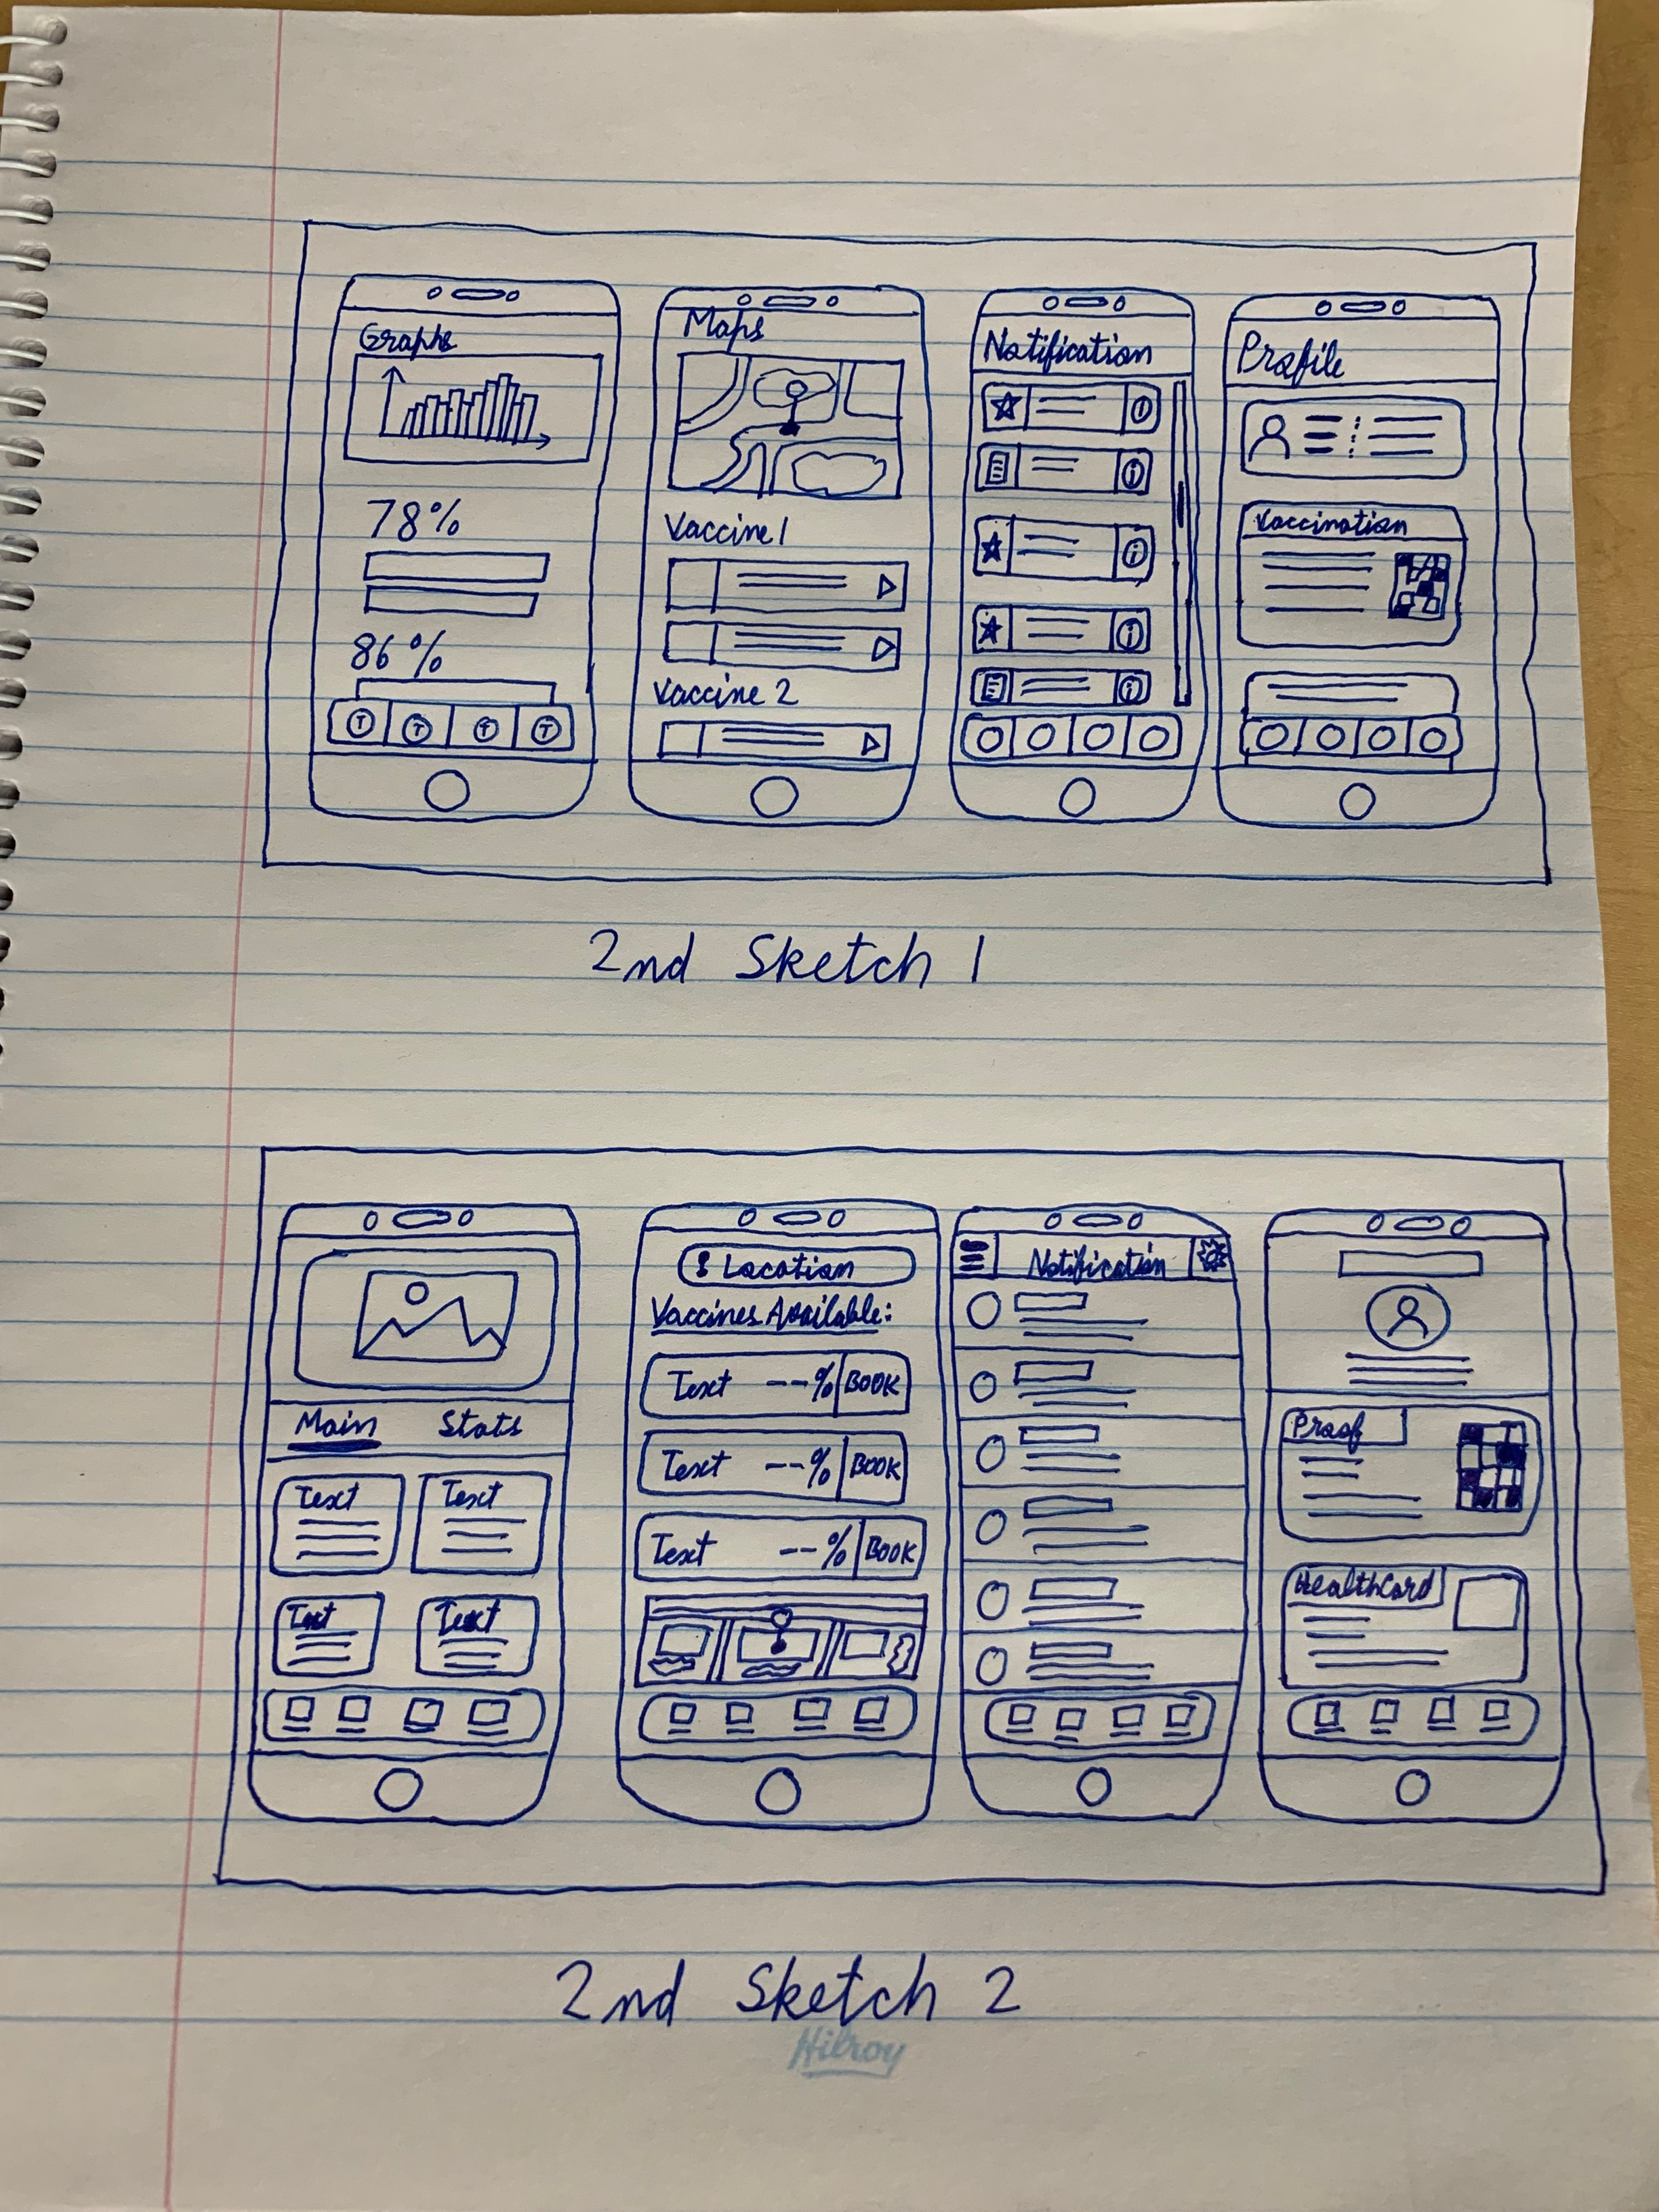 Graphs
78%
86%
T T T T
Maps
Vaccine 1
Vaccine 2
Notification
i
i
i
i
i
Profile
Vaccination
2nd Sketch 1
Main Stats
Text Text
Text Text
Location
Vaccines Available:
Text --% BOOK
Text --% BOOK
Text --% BOOK
Notification
Proof
HealthCard
2nd Sketch 2
Hilroy